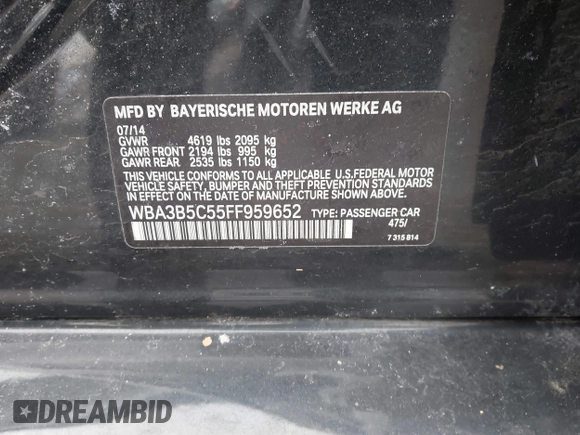 MFD BY BAYERISCHE MOTOREN WERKE AG
07/14
GVWR 4619 lbs 2095 kg
GAWR FRONT 2194 lbs 995 kg
GAWR REAR 2535 lbs 1150 kg
THIS VEHICLE CONFORMS TO ALL APPLICABLE U.S.FEDERAL MOTOR
VEHICLE SAFETY, BUMPER AND THEFT PREVENTION STANDARDS
IN EFFECT ON THE DATE OF MANUFACTURE SHOWN ABOVE.
WBA3B5C55FF959652 TYPE: PASSENGER CAR
475/
7 315 814
DREAMBID